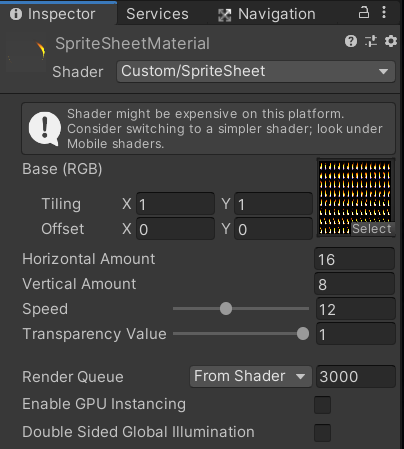 Inspector
Services
Navigation
SpriteSheetMaterial
Shader
Custom/SpriteSheet
Shader might be expensive on this platform.
Consider switching to a simpler shader; look under
Mobile shaders.
Base (RGB)
Tiling X 1 Y 1
Offset X 0 Y 0
Select
Horizontal Amount 16
Vertical Amount 8
Speed 12
Transparency Value 1
Render Queue From Shader 3000
Enable GPU Instancing
Double Sided Global Illumination